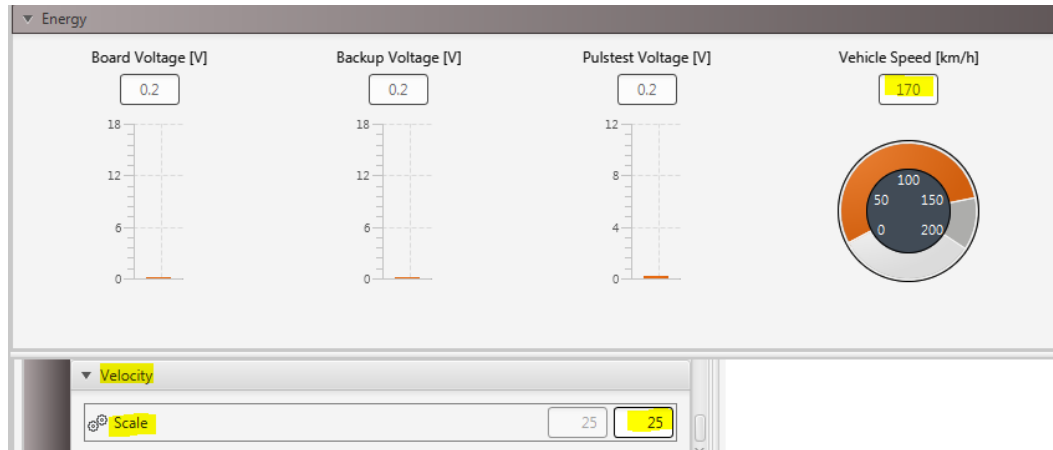 Energy
Board Voltage [V] Backup Voltage [V] Pulstest Voltage [V] Vehicle Speed [km/h]
0.2 0.2 0.2 170
18 18 12
12 12 8 100
50 150
6 6 4 0 200
0 0 0
Velocity
Scale 25 25